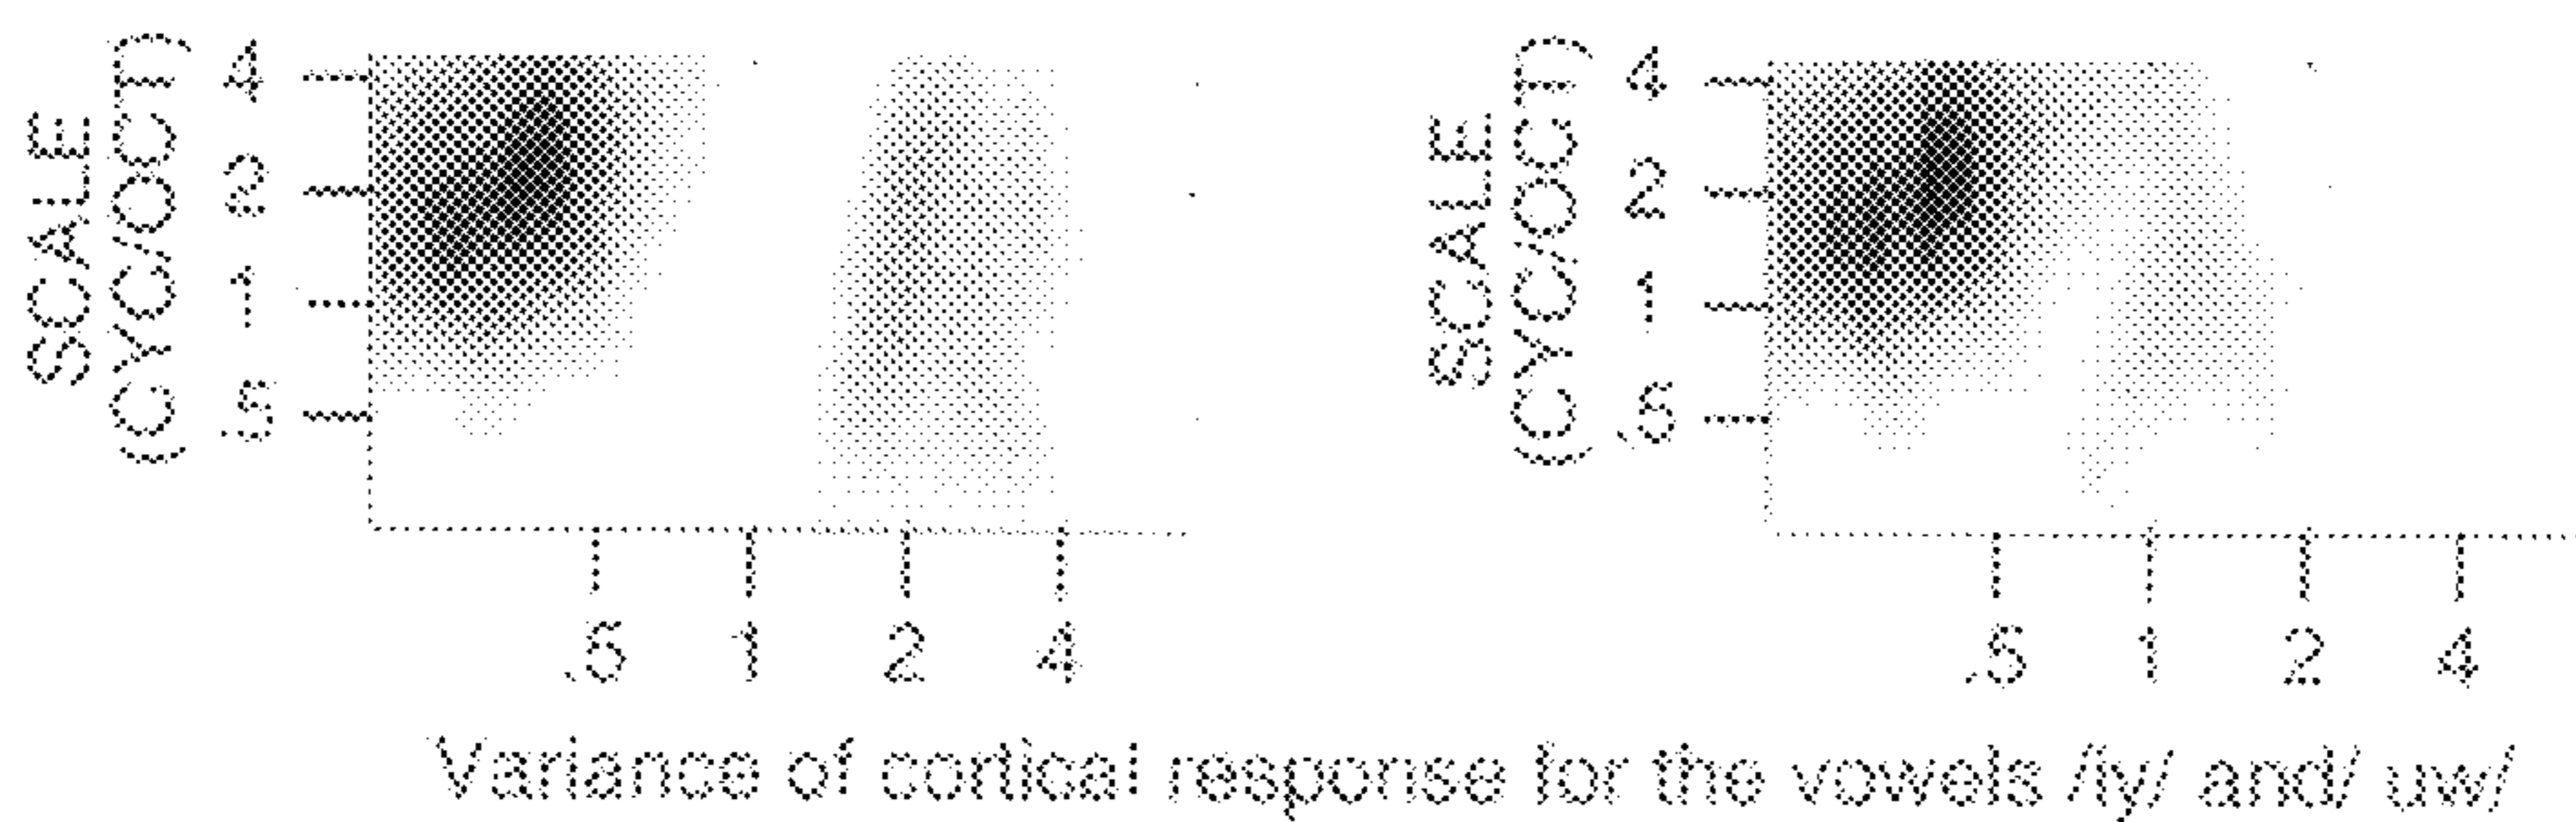 SCALE
(CYC/OCT)
4
2
1
.5
.5 1 2 4
SCALE
(CYC/OCT)
4
2
1
.5
.5 1 2 4
Variance of cortical response for the vowels /iy/ and/ uw/